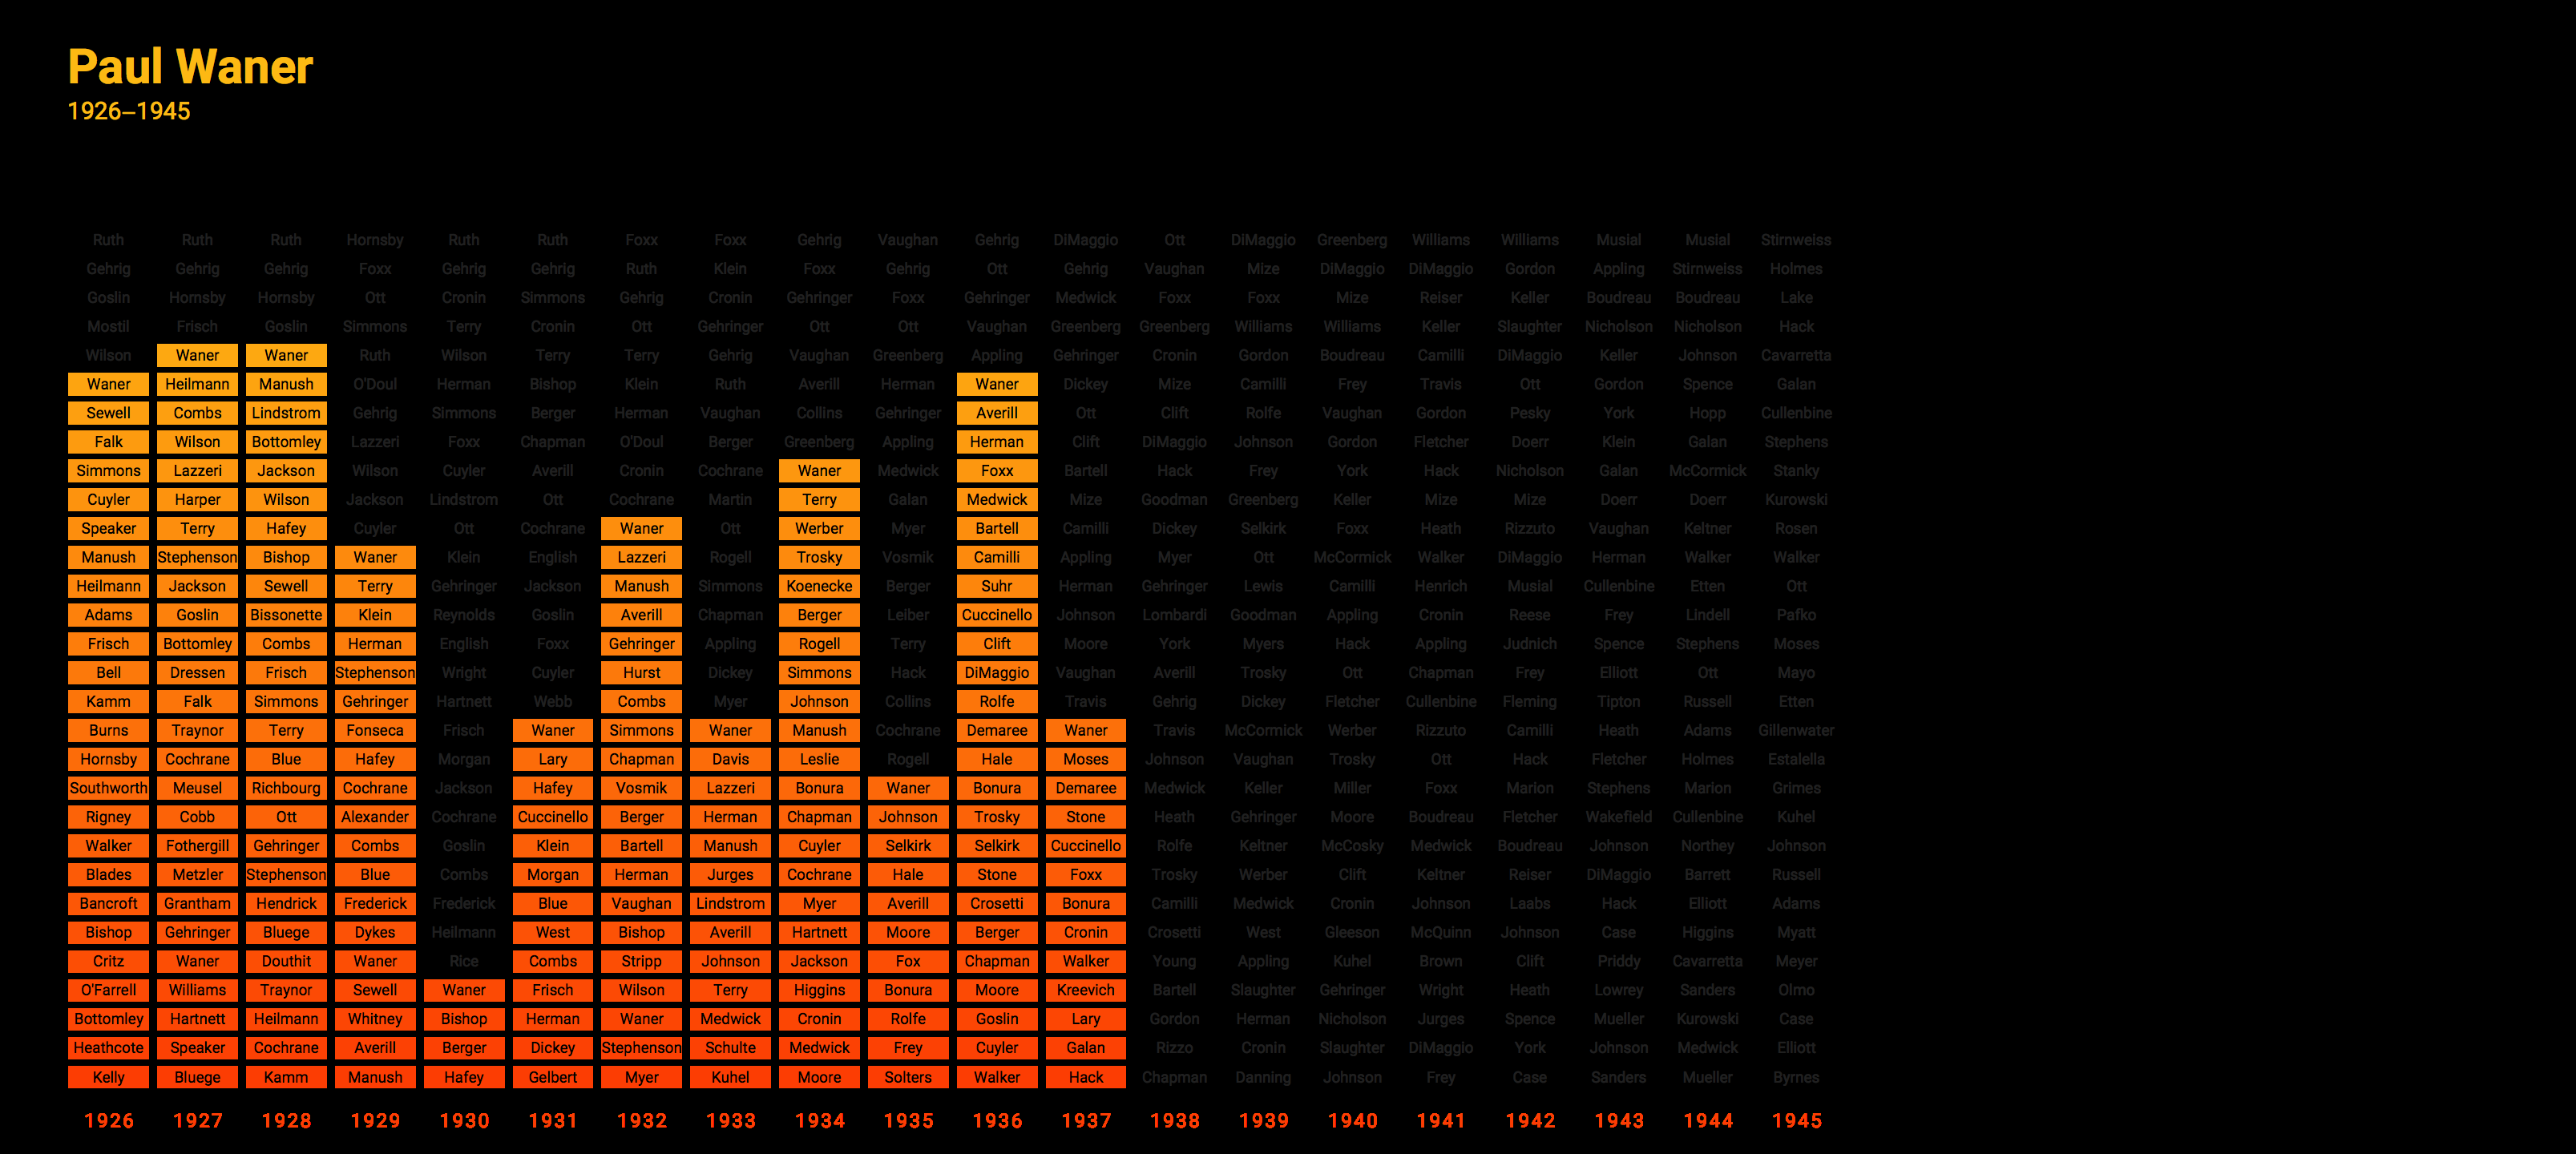 Paul Waner
1926–1945
Ruth Ruth Ruth Hornsby Ruth Ruth Foxx Foxx Gehrig Vaughan Gehrig DiMaggio Ott DiMaggio Greenberg Williams Williams Musial Musial Stirnweiss
Gehrig Gehrig Gehrig Foxx Gehrig Gehrig Ruth Klein Foxx Gehrig Ott Gehrig Vaughan Mize DiMaggio DiMaggio Gordon Appling Stirnweiss Holmes
Goslin Hornsby Hornsby Ott Cronin Simmons Gehrig Cronin Gehringer Foxx Gehringer Medwick Foxx Foxx Mize Reiser Keller Boudreau Boudreau Lake
Mostil Frisch Goslin Simmons Terry Cronin Ott Gehringer Ott Ott Vaughan Greenberg Greenberg Williams Williams Keller Slaughter Nicholson Nicholson Hack
Wilson Waner Waner Ruth Wilson Terry Terry Gehrig Vaughan Greenberg Appling Gehringer Cronin Gordon Boudreau Camilli DiMaggio Keller Johnson Cavarretta
Waner Heilmann Manush O'Doul Herman Bishop Klein Ruth Averill Herman Waner Dickey Mize Camilli Frey Travis Ott Gordon Spence Galan
Sewell Combs Lindstrom Gehrig Simmons Berger Herman Vaughan Collins Gehringer Averill Ott Clift Rolfe Vaughan Gordon Pesky York Hopp Cullenbine
Falk Wilson Bottomley Lazzeri Foxx Chapman O'Doul Berger Greenberg Appling Herman Clift DiMaggio Johnson Gordon Fletcher Doerr Klein Galan Stephens
Simmons Lazzeri Jackson Wilson Cuyler Averill Cronin Cochrane Waner Medwick Foxx Bartell Hack Frey York Hack Nicholson Galan McCormick Stanky
Cuyler Harper Wilson Jackson Lindstrom Ott Cochrane Martin Terry Galan Medwick Mize Goodman Greenberg Keller Mize Mize Doerr Doerr Kurowski
Speaker Terry Hafey Cuyler Ott Cochrane Waner Ott Werber Myer Bartell Camilli Dickey Selkirk Foxx Heath Rizzuto Vaughan Keltner Rosen
Manush Stephenson Bishop Waner Klein English Lazzeri Rogell Trosky Vosmik Camilli Appling Myer Ott McCormick Walker DiMaggio Herman Walker Walker
Heilmann Jackson Sewell Terry Gehringer Jackson Manush Simmons Koenecke Berger Suhr Herman Gehringer Lewis Camilli Henrich Musial Cullenbine Etten Ott
Adams Goslin Bissonette Klein Reynolds Goslin Averill Chapman Berger Leiber Cuccinello Johnson Lombardi Goodman Appling Cronin Reese Frey Lindell Pafko
Frisch Bottomley Combs Herman English Foxx Gehringer Appling Rogell Terry Clift Moore York Myers Hack Appling Judnich Spence Stephens Moses
Bell Dressen Frisch Stephenson Wright Cuyler Hurst Dickey Simmons Hack DiMaggio Vaughan Averill Trosky Ott Chapman Frey Elliott Ott Mayo
Kamm Falk Simmons Gehringer Hartnett Webb Combs Myer Johnson Collins Rolfe Travis Gehrig Dickey Fletcher Cullenbine Fleming Tipton Russell Etten
Burns Traynor Terry Fonseca Frisch Waner Simmons Waner Manush Cochrane Demaree Waner Travis McCormick Werber Rizzuto Camilli Heath Adams Gillenwater
Hornsby Cochrane Blue Hafey Morgan Lary Chapman Davis Leslie Rogell Hale Moses Johnson Vaughan Trosky Ott Hack Fletcher Holmes Estalella
Southworth Meusel Richbourg Cochrane Jackson Hafey Vosmik Lazzeri Bonura Waner Bonura Demaree Medwick Keller Miller Foxx Marion Stephens Marion Grimes
Rigney Cobb Ott Alexander Cochrane Cuccinello Berger Herman Chapman Johnson Trosky Stone Heath Gehringer Moore Boudreau Fletcher Wakefield Cullenbine Kuhel
Walker Fothergill Gehringer Combs Goslin Klein Bartell Manush Cuyler Selkirk Selkirk Cuccinello Rolfe Keltner McCosky Medwick Boudreau Johnson Northey Johnson
Blades Metzler Stephenson Blue Combs Morgan Herman Jurges Cochrane Hale Stone Foxx Trosky Werber Clift Keltner Reiser DiMaggio Barrett Russell
Bancroft Grantham Hendrick Frederick Frederick Blue Vaughan Lindstrom Myer Averill Crosetti Bonura Camilli Medwick Cronin Johnson Laabs Hack Elliott Adams
Bishop Gehringer Bluege Dykes Heilmann West Bishop Averill Hartnett Moore Berger Cronin Crosetti West Gleeson McQuinn Johnson Case Higgins Myatt
Critz Waner Douthit Waner Rice Combs Stripp Johnson Jackson Fox Chapman Walker Young Appling Kuhel Brown Clift Priddy Cavarretta Meyer
O'Farrell Williams Traynor Sewell Waner Frisch Wilson Terry Higgins Bonura Moore Kreevich Bartell Slaughter Gehringer Wright Heath Lowrey Sanders Olmo
Bottomley Hartnett Heilmann Whitney Bishop Herman Waner Medwick Cronin Rolfe Goslin Lary Gordon Herman Nicholson Jurges Spence Mueller Kurowski Case
Heathcote Speaker Cochrane Averill Berger Dickey Stephenson Schulte Medwick Frey Cuyler Galan Rizzo Cronin Slaughter DiMaggio York Johnson Medwick Elliott
Kelly Bluege Kamm Manush Hafey Gelbert Myer Kuhel Moore Solters Walker Hack Chapman Danning Johnson Frey Case Sanders Mueller Byrnes
1926 1927 1928 1929 1930 1931 1932 1933 1934 1935 1936 1937 1938 1939 1940 1941 1942 1943 1944 1945